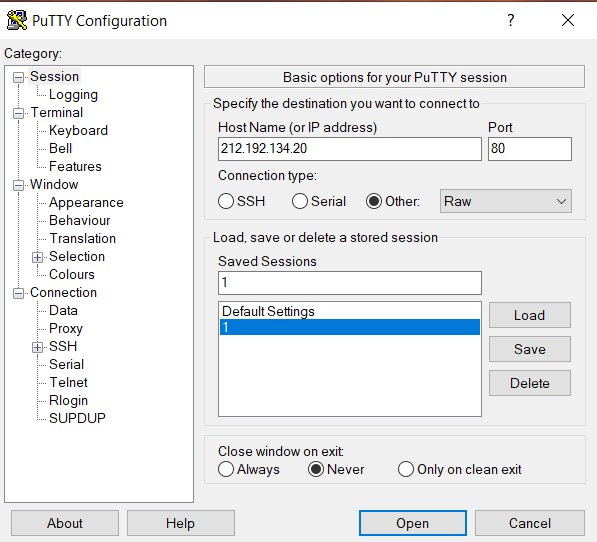 PuTTY Configuration
?
Category:
Session
Logging
Terminal
Keyboard
Bell
Features
Window
Appearance
Behaviour
Translation
Selection
Colours
Connection
Data
Proxy
SSH
Serial
Telnet
Rlogin
SUPDUP
Basic options for your PuTTY session
Specify the destination you want to connect to
Host Name (or IP address) Port
212.192.134.20 80
Connection type:
SSH Serial Other: Raw
Load, save or delete a stored session
Saved Sessions
1
Default Settings
1
Load
Save
Delete
Close window on exit:
Always Never Only on clean exit
About Help Open Cancel